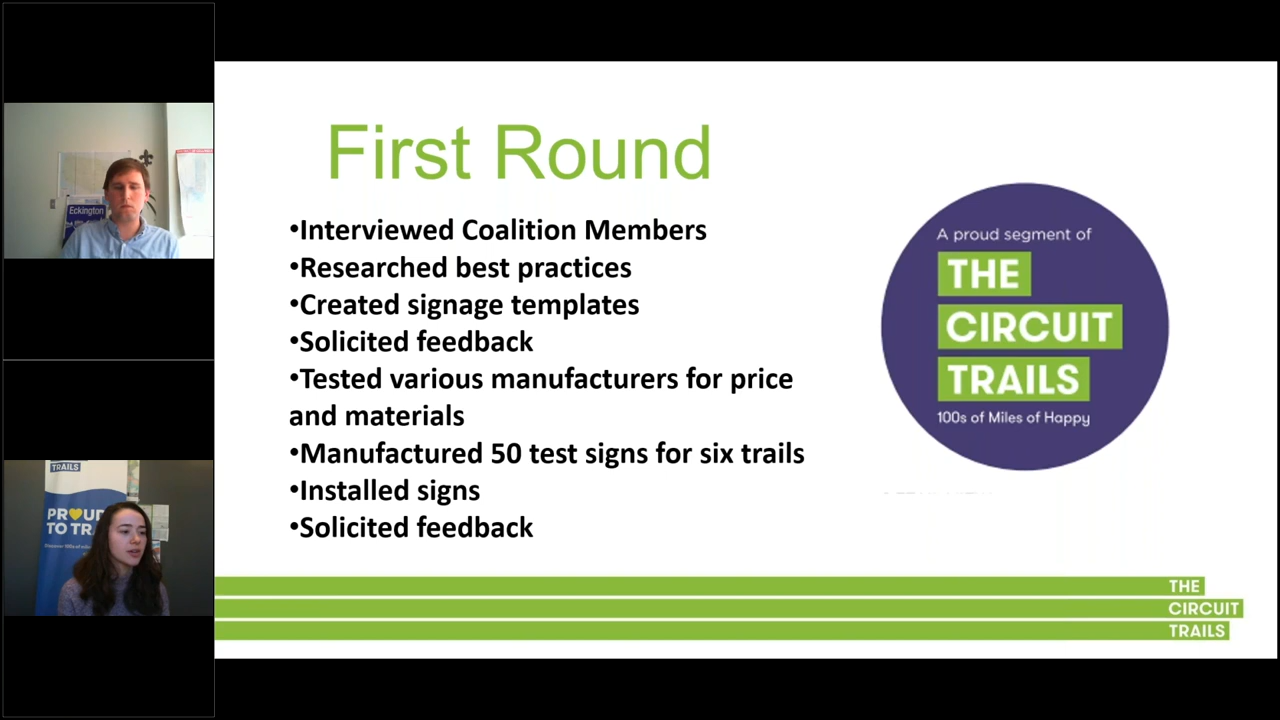 First Round
•Interviewed Coalition Members
•Researched best practices
•Created signage templates
•Solicited feedback
•Tested various manufacturers for price
and materials
•Manufactured 50 test signs for six trails
•Installed signs
•Solicited feedback
A proud segment of
THE
CIRCUIT
TRAILS
100s of Miles of Happy
THE
CIRCUIT
TRAILS
Eckington
TRAILS
PROUD
TO TR